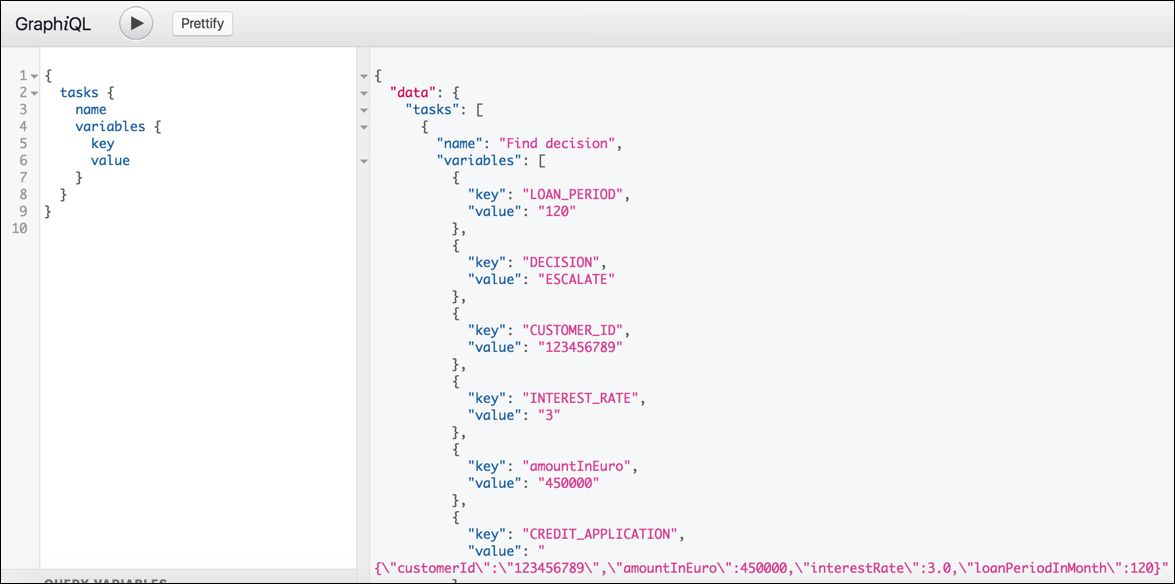 GraphiQL
Prettify
1 {
2 tasks {
3 name
4 variables {
5 key
6 value
7 }
8 }
9 }
10
{
"data": {
"tasks": [
{
"name": "Find decision",
"variables": [
{
"key": "LOAN_PERIOD",
"value": "120"
},
{
"key": "DECISION",
"value": "ESCALATE"
},
{
"key": "CUSTOMER_ID",
"value": "123456789"
},
{
"key": "INTEREST_RATE",
"value": "3"
},
{
"key": "amountInEuro",
"value": "450000"
},
{
"key": "CREDIT_APPLICATION",
"value": "
{\"customerId\":\"123456789\",\"amountInEuro\":450000,\"interestRate\":3.0,\"loanPeriodInMonth\":120}"
QUERY VARIABLES